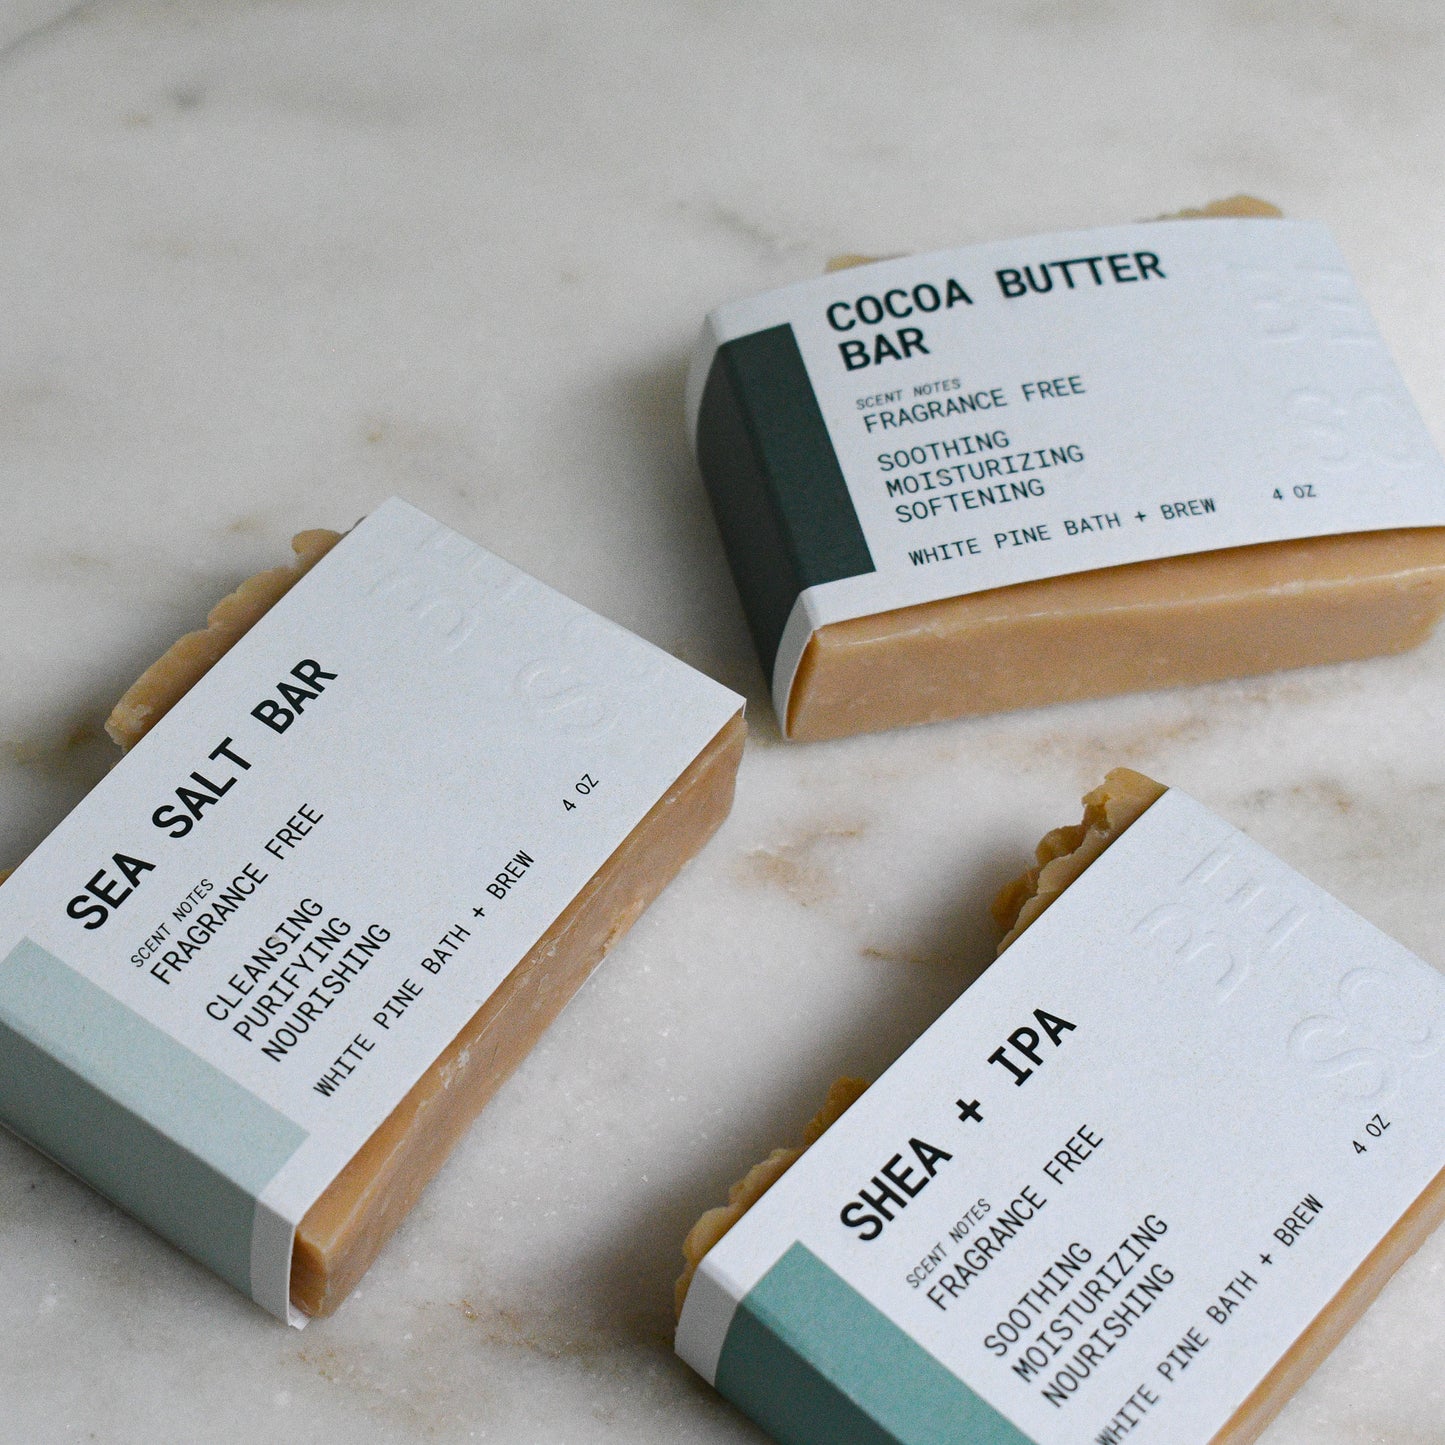 COCOA BUTTER
BAR
SCENT NOTES
FRAGRANCE FREE
SOOTHING
MOISTURIZING
SOFTENING
WHITE PINE BATH + BREW
4 OZ
SEA SALT BAR
SCENT NOTES
FRAGRANCE FREE
CLEANSING
PURIFYING
NOURISHING
WHITE PINE BATH + BREW
4 OZ
SHEA + IPA
SCENT NOTES
FRAGRANCE FREE
SOOTHING
MOISTURIZING
NOURISHING
WHITE PINE BATH + BREW
4 OZ